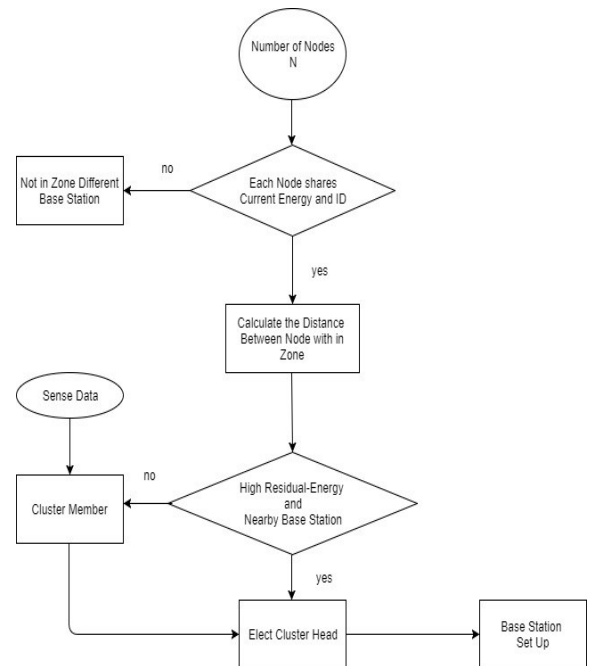 Number of Nodes
N
no
Not in Zone Different
Base Station
Each Node shares
Current Energy and ID
yes
Calculate the Distance
Between Node with in
Zone
Sense Data
no
High Residual-Energy
and
Nearby Base Station
Cluster Member
yes
Elect Cluster Head
Base Station
Set Up